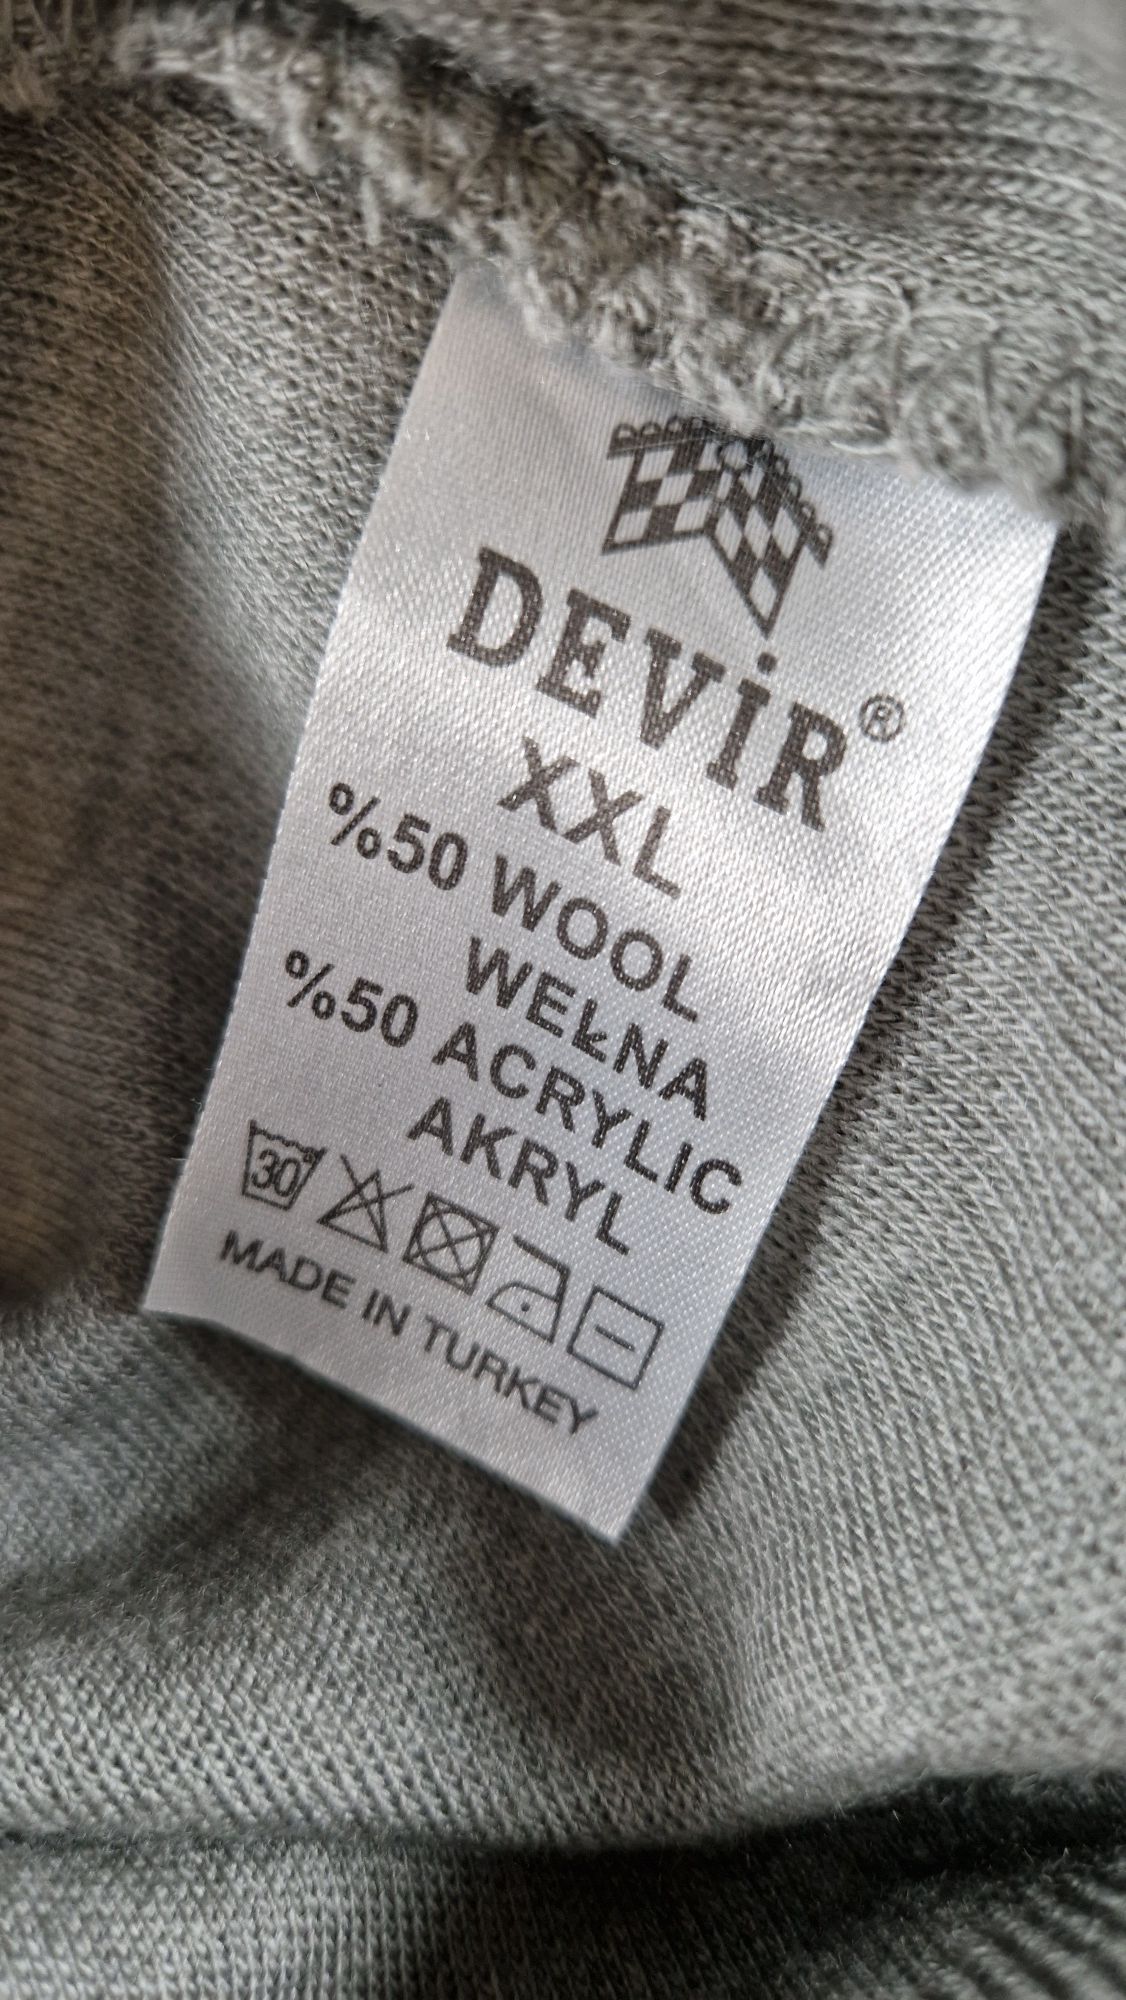 DEVİR®
XXL
%50 WOOL
WEŁNA
%50 ACRYLIC
AKRYL
30
MADE IN TURKEY